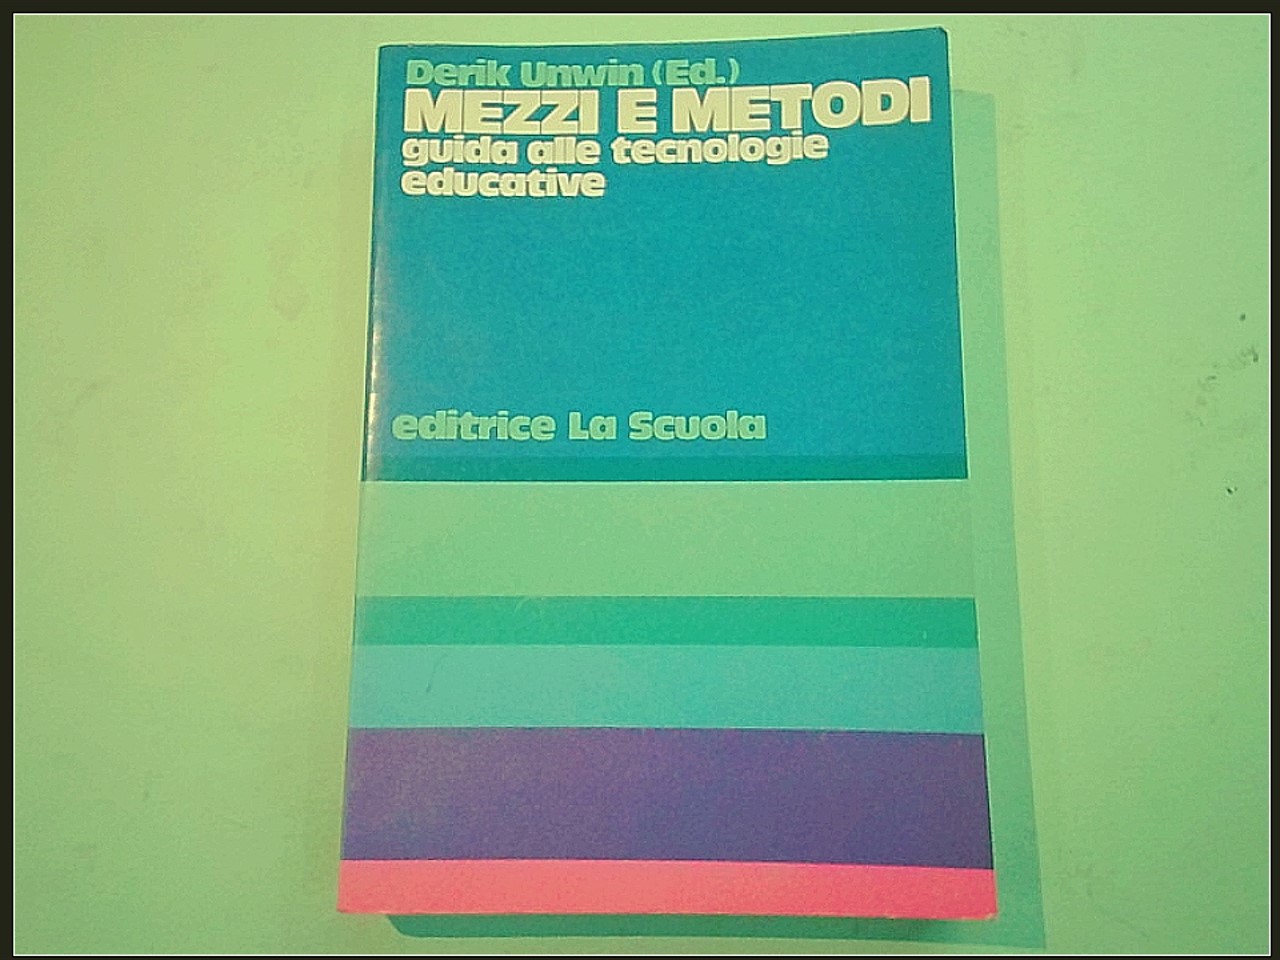 Derik Unwin (Ed.)
MEZZI E METODI
guida alle tecnologie
educative
editrice La Scuola